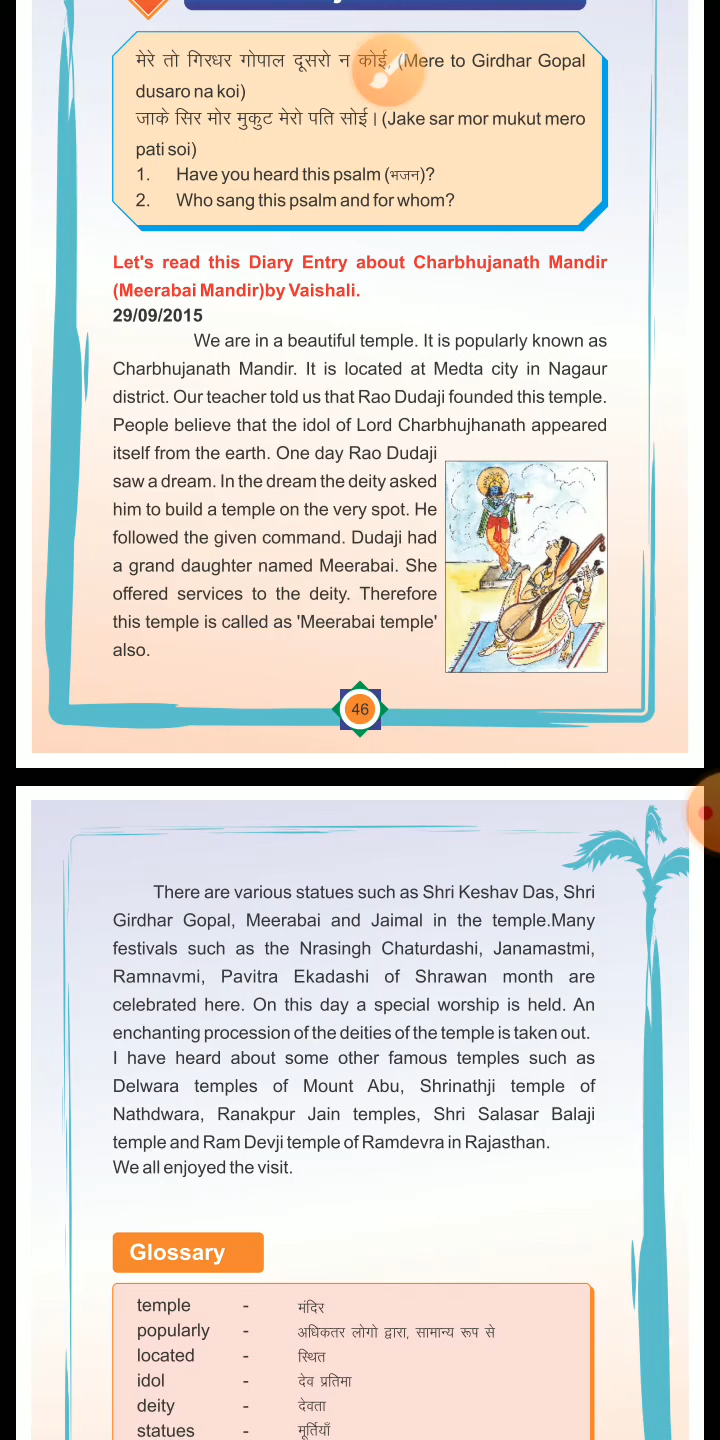 मेरे तो गिरधर गोपाल दूसरो न कोई, (Mere to Girdhar Gopal
dusaro na koi)
जाके सिर मोर मुकुट मेरो पति सोई। (Jake sar mor mukut mero
pati soi)
1. Have you heard this psalm (भजन)?
2. Who sang this psalm and for whom?
Let's read this Diary Entry about Charbhujanath Mandir
(Meerabai Mandir)by Vaishali.
29/09/2015
We are in a beautiful temple. It is popularly known as
Charbhujanath Mandir. It is located at Medta city in Nagaur
district. Our teacher told us that Rao Dudaji founded this temple.
People believe that the idol of Lord Charbhujhanath appeared
itself from the earth. One day Rao Dudaji
saw a dream. In the dream the deity asked
him to build a temple on the very spot. He
followed the given command. Dudaji had
a grand daughter named Meerabai. She
offered services to the deity. Therefore
this temple is called as 'Meerabai temple'
also.
46
There are various statues such as Shri Keshav Das, Shri
Girdhar Gopal, Meerabai and Jaimal in the temple.Many
festivals such as the Nrasingh Chaturdashi, Janamastmi,
Ramnavmi, Pavitra Ekadashi of Shrawan month are
celebrated here. On this day a special worship is held. An
enchanting procession of the deities of the temple is taken out.
I have heard about some other famous temples such as
Delwara temples of Mount Abu, Shrinathji temple of
Nathdwara, Ranakpur Jain temples, Shri Salasar Balaji
temple and Ram Devji temple of Ramdevra in Rajasthan.
We all enjoyed the visit.
Glossary
temple - मंदिर
popularly - अधिकतर लोगो द्वारा, सामान्य रूप से
located - स्थित
idol - देव प्रतिमा
deity - देवता
statues - मूर्तियाँ